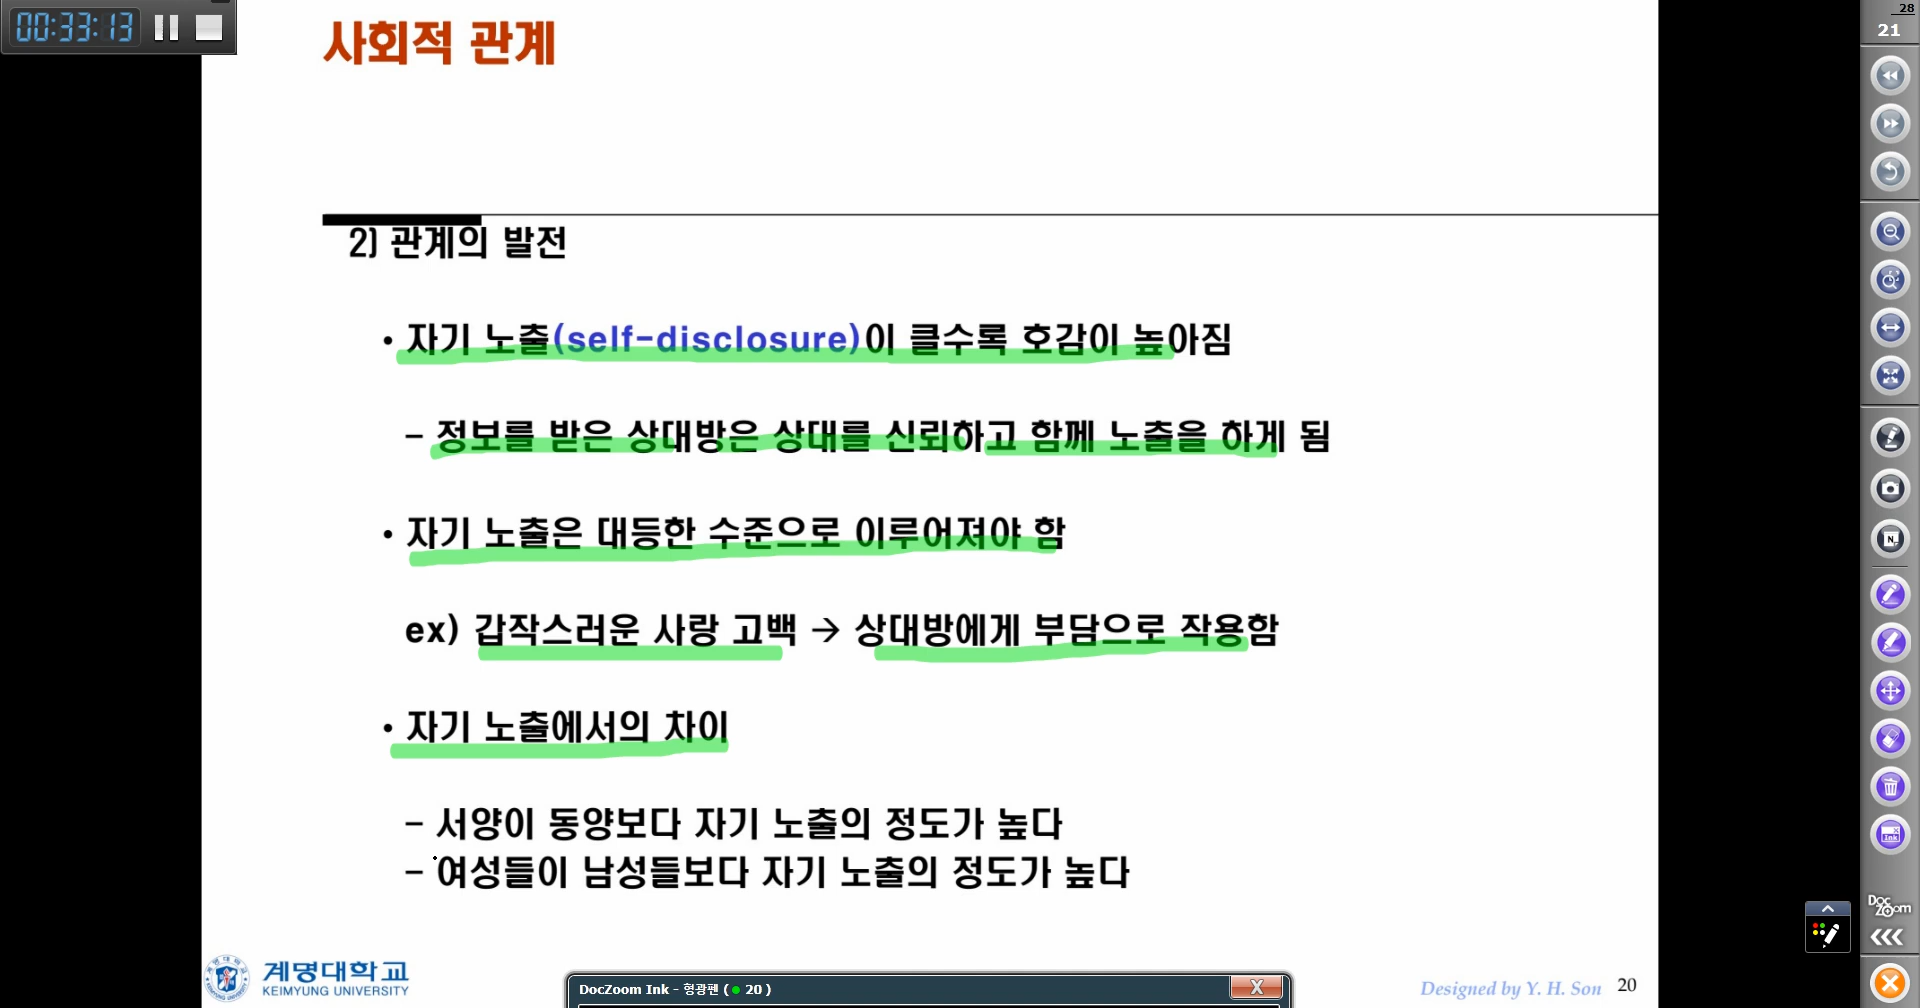 00:33:13
28
21
사회적 관계
2) 관계의 발전
• 자기 노출(self-disclosure)이 클수록 호감이 높아짐
- 정보를 받은 상대방은 상대를 신뢰하고 함께 노출을 하게 됨
• 자기 노출은 대등한 수준으로 이루어져야 함
ex) 갑작스러운 사랑 고백 → 상대방에게 부담으로 작용함
• 자기 노출에서의 차이
- 서양이 동양보다 자기 노출의 정도가 높다
- 여성들이 남성들보다 자기 노출의 정도가 높다
계명대학교
KEIMYUNG UNIVERSITY
DocZoom Ink - 형광펜 ( ● 20 )
Designed by Y. H. Son 20
DocZoom